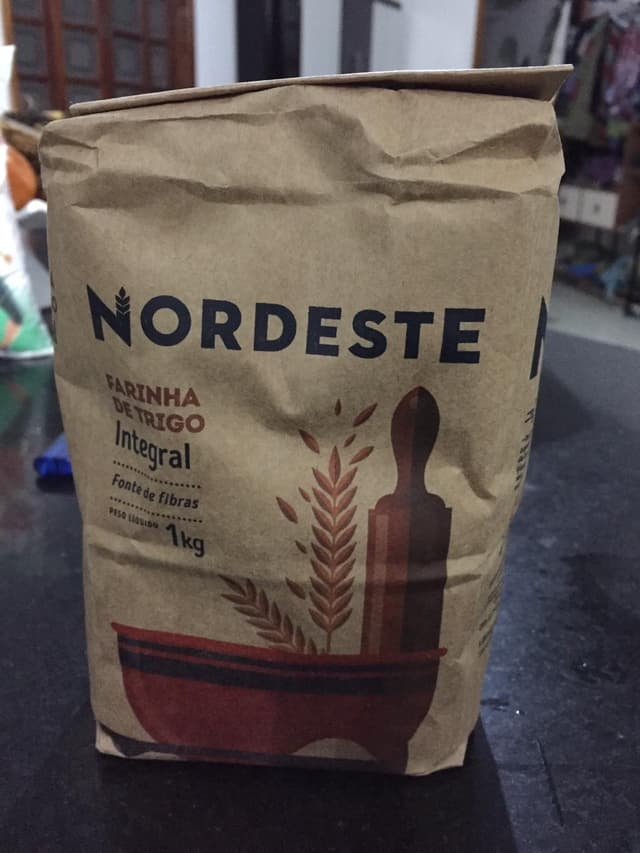 NORDESTE
FARINHA
DE TRIGO
Integral
Fonte de fibras
PESO LÍQUIDO 1kg